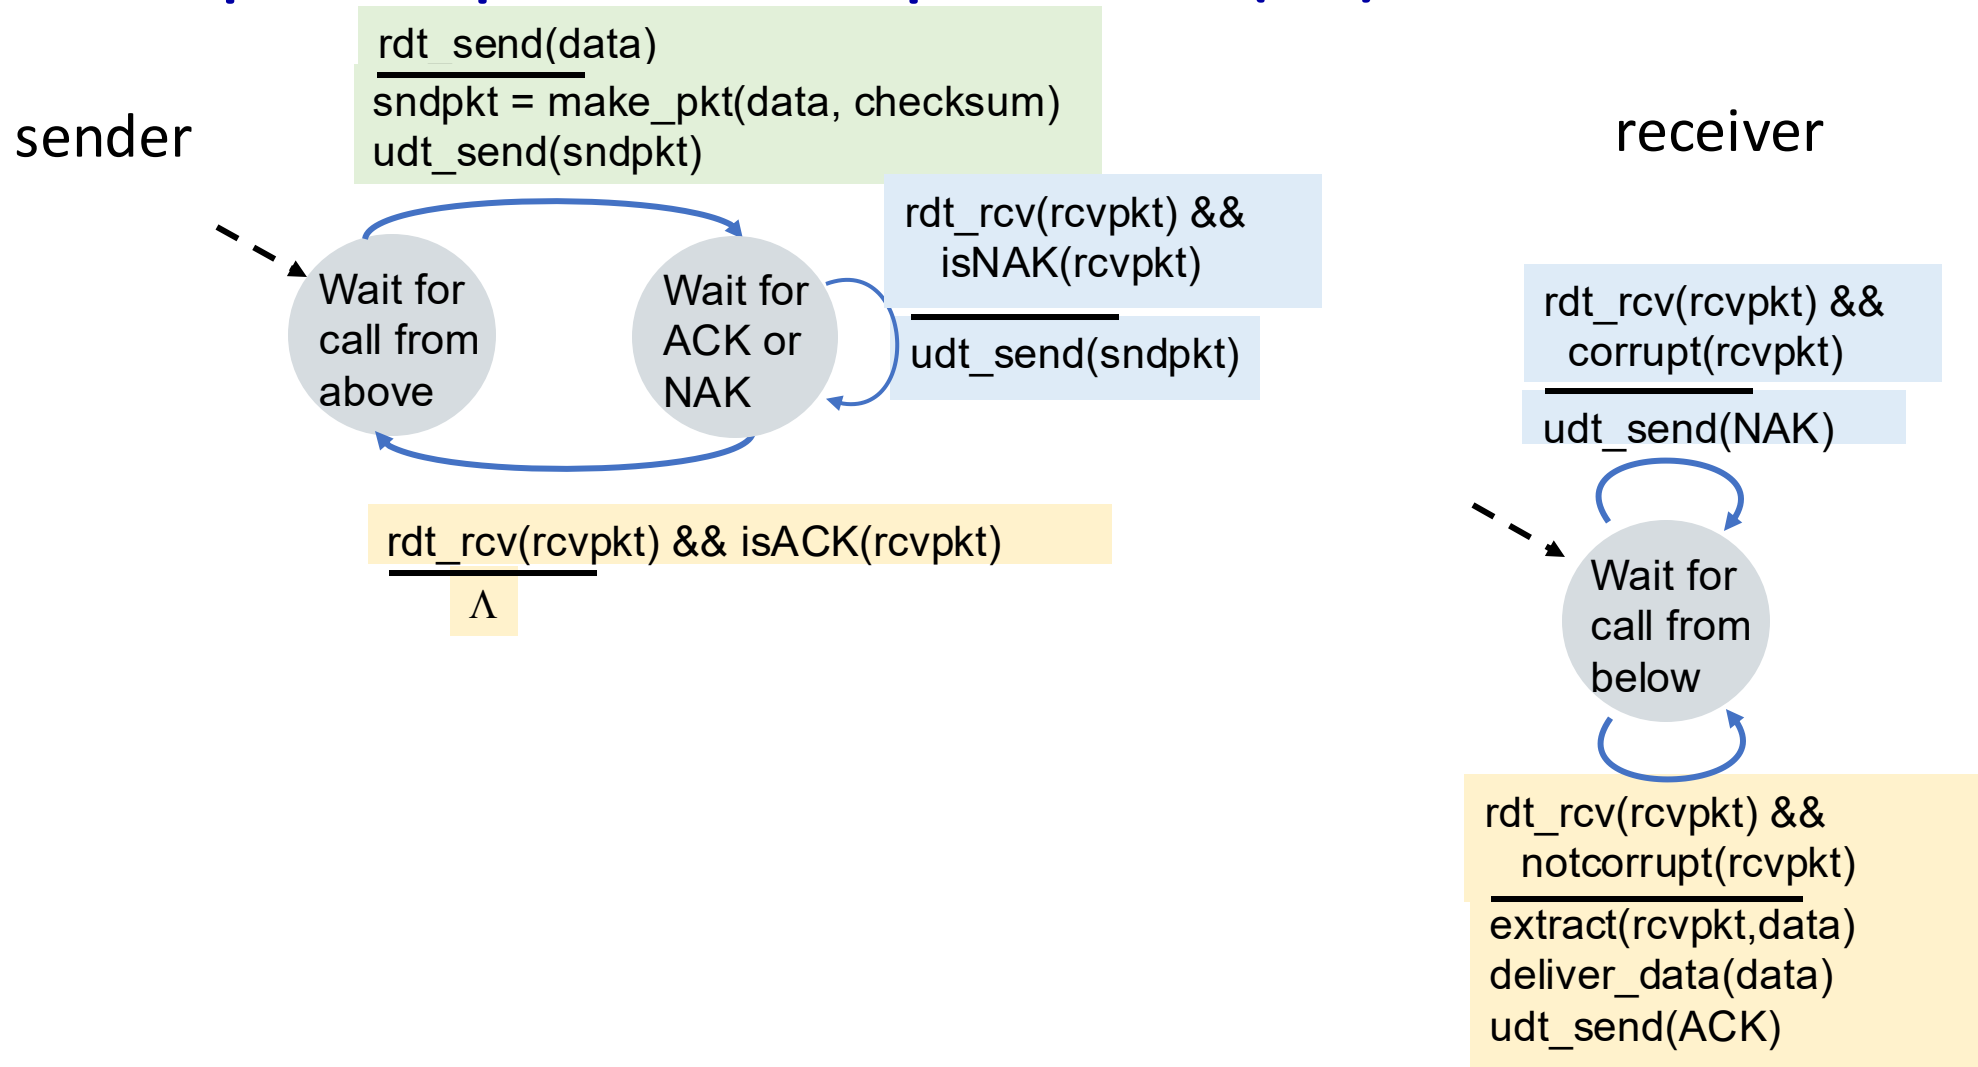 rdt_send(data)
sndpkt = make_pkt(data, checksum)
udt_send(sndpkt)
sender
receiver
rdt_rcv(rcvpkt) &&
isNAK(rcvpkt)
udt_send(sndpkt)
Wait for
call from
above
Wait for
ACK or
NAK
rdt_rcv(rcvpkt) && isACK(rcvpkt)
Λ
rdt_rcv(rcvpkt) &&
corrupt(rcvpkt)
udt_send(NAK)
Wait for
call from
below
rdt_rcv(rcvpkt) &&
notcorrupt(rcvpkt)
extract(rcvpkt,data)
deliver_data(data)
udt_send(ACK)